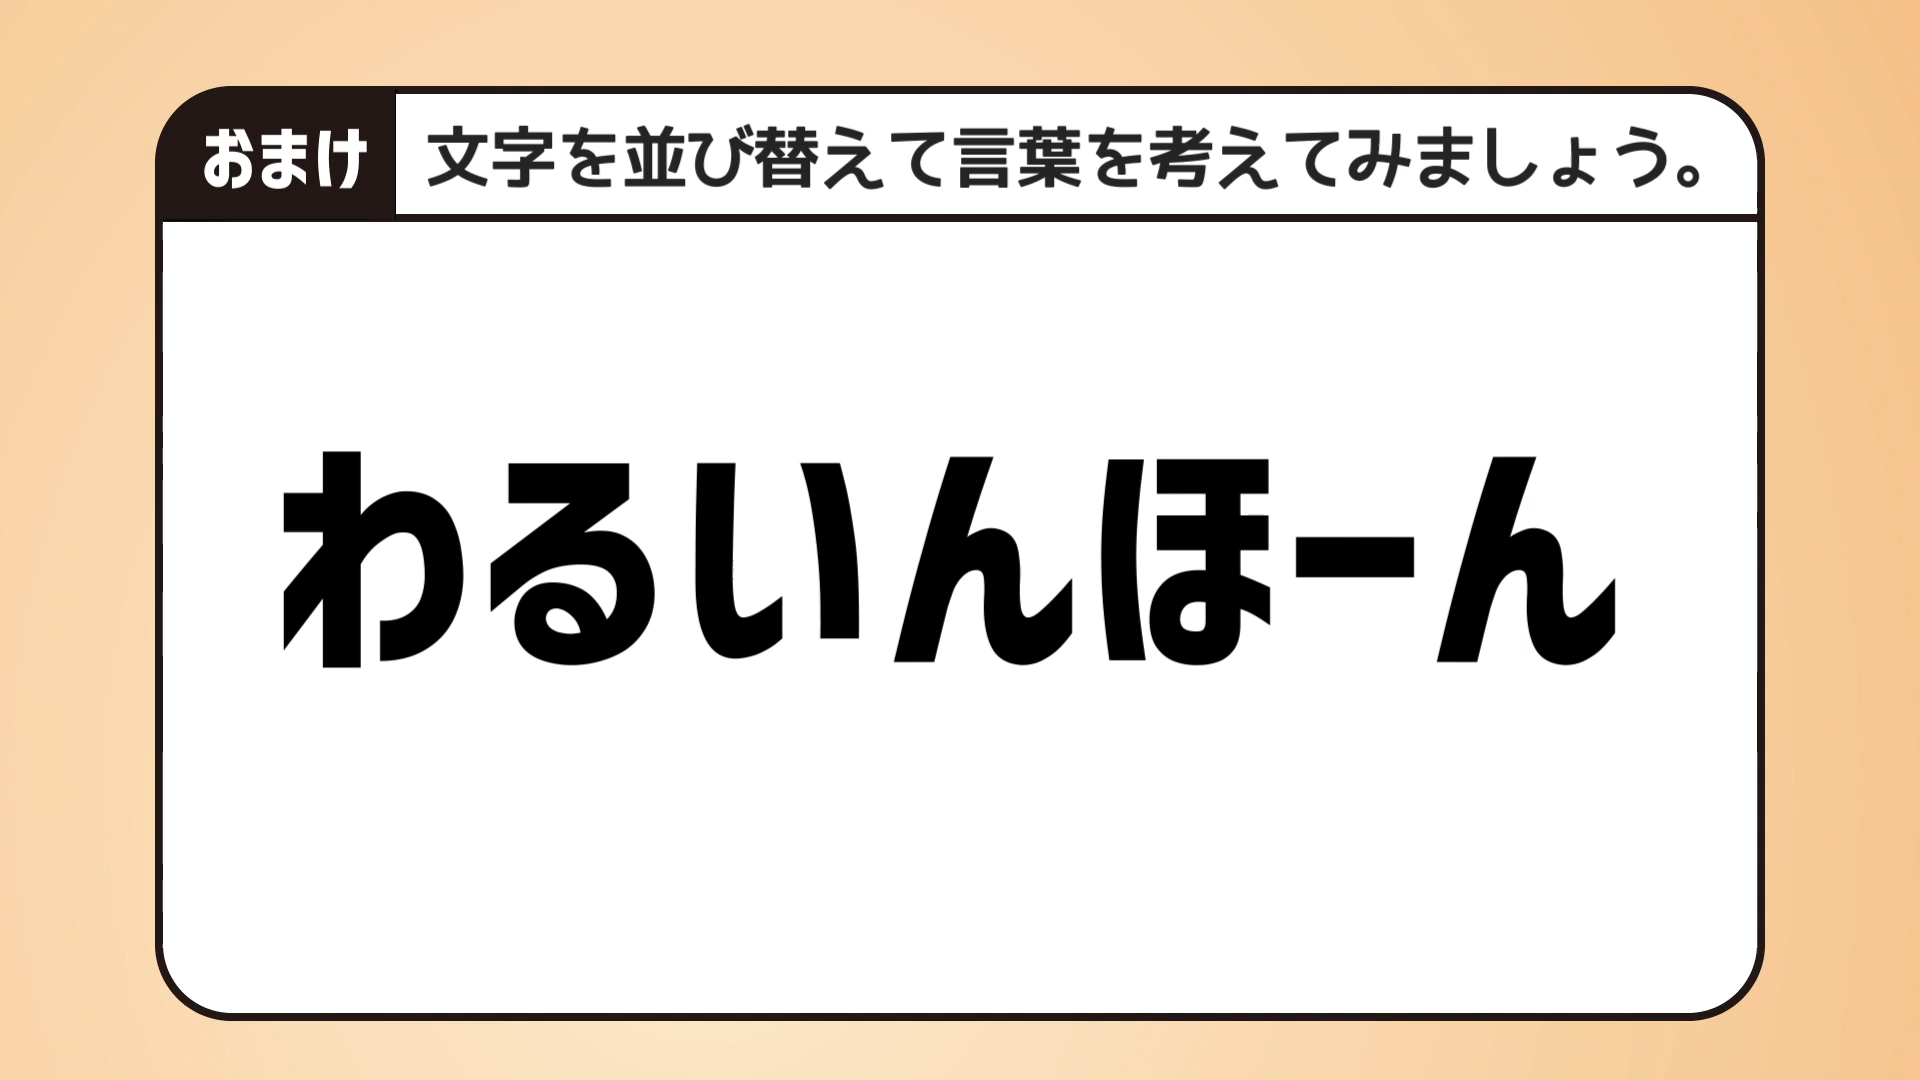 おまけ
文字を並び替えて言葉を考えてみましょう。
わるいんほーん